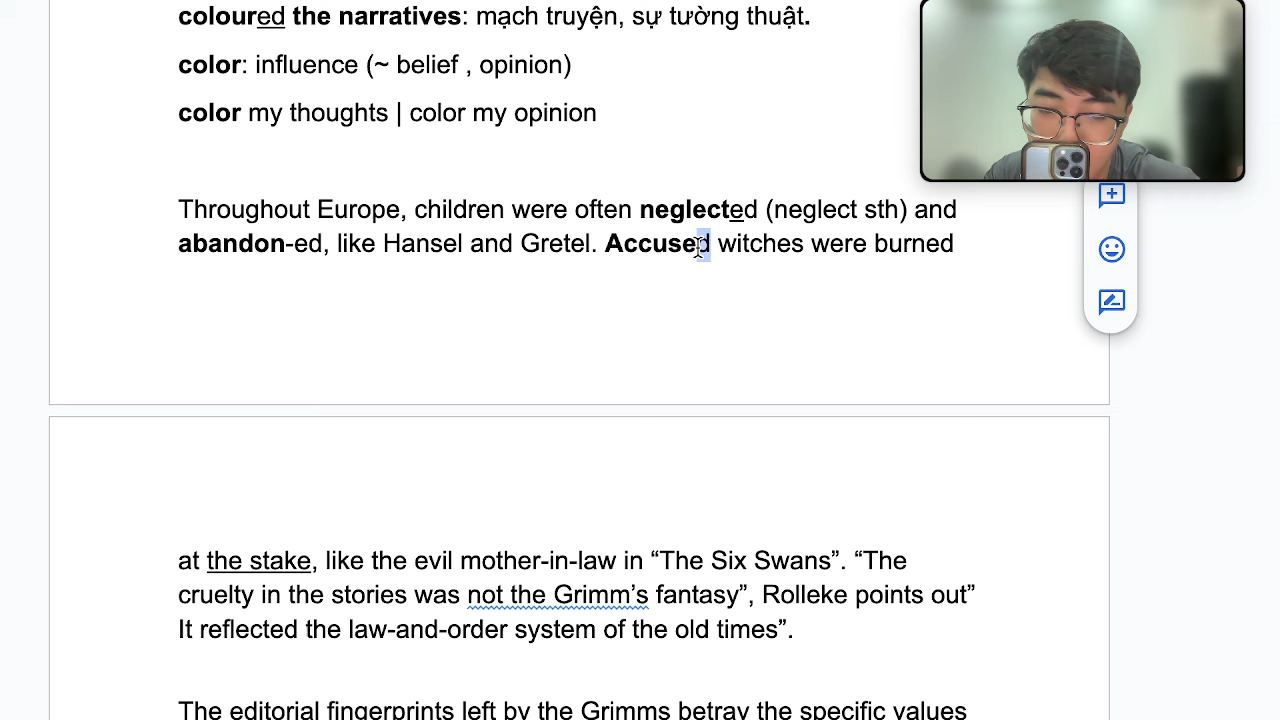 coloured the narratives: mạch truyện, sự tường thuật.
color: influence (~ belief , opinion)
color my thoughts | color my opinion
Throughout Europe, children were often neglected (neglect sth) and
abandon-ed, like Hansel and Gretel. Accused witches were burned
at the stake, like the evil mother-in-law in “The Six Swans”. “The
cruelty in the stories was not the Grimm’s fantasy”, Rolleke points out”
It reflected the law-and-order system of the old times”.
The editorial fingerprints left by the Grimms betray the specific values